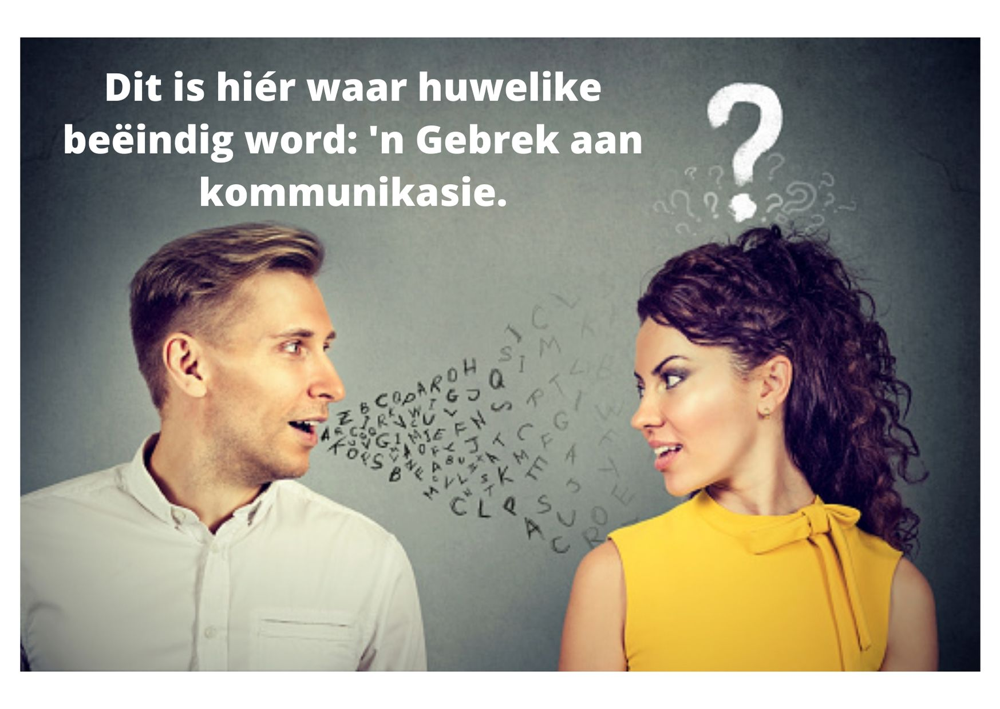 Dit is hiér waar huwelike
beëindig word: 'n Gebrek aan
kommunikasie.
?